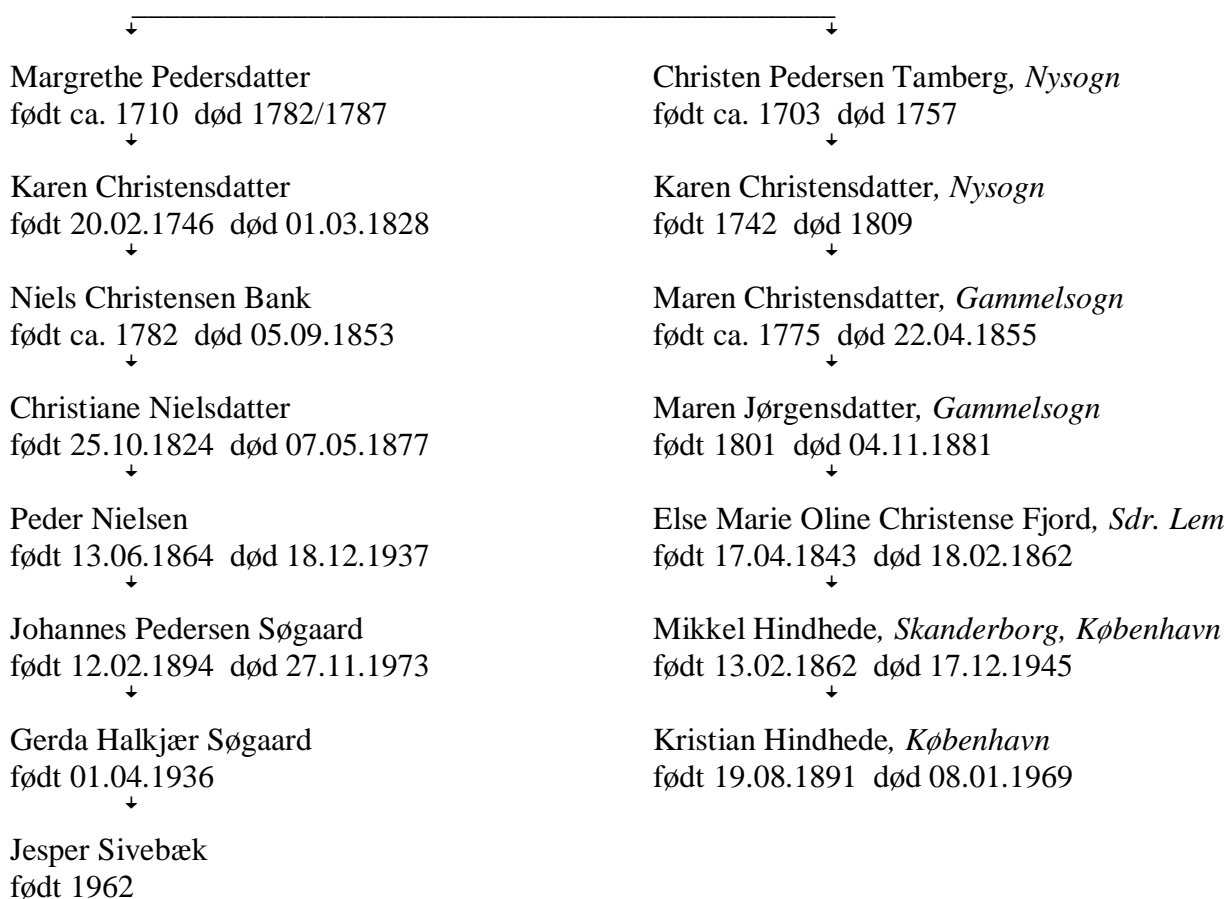 Margrethe Pedersdatter
født ca. 1710  død 1782/1787
Karen Christensdatter
født 20.02.1746  død 01.03.1828
Niels Christensen Bank
født ca. 1782  død 05.09.1853
Christiane Nielsdatter
født 25.10.1824  død 07.05.1877
Peder Nielsen
født 13.06.1864  død 18.12.1937
Johannes Pedersen Søgaard
født 12.02.1894  død 27.11.1973
Gerda Halkjær Søgaard
født 01.04.1936
Jesper Sivebæk
født 1962
Christen Pedersen Tamberg, Nysogn
født ca. 1703  død 1757
Karen Christensdatter, Nysogn
født 1742  død 1809
Maren Christensdatter, Gammelsogn
født ca. 1775  død 22.04.1855
Maren Jørgensdatter, Gammelsogn
født 1801  død 04.11.1881
Else Marie Oline Christense Fjord, Sdr. Lem
født 17.04.1843  død 18.02.1862
Mikkel Hindhede, Skanderborg, København
født 13.02.1862  død 17.12.1945
Kristian Hindhede, København
født 19.08.1891  død 08.01.1969